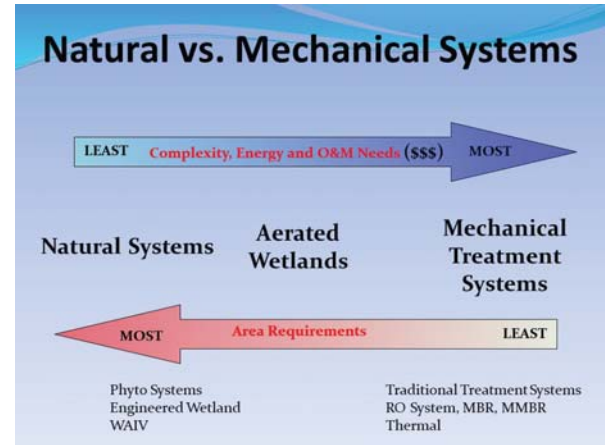 Natural vs. Mechanical Systems
LEAST Complexity, Energy and O&M Needs ($$$) MOST
Natural Systems
Aerated
Wetlands
Mechanical
Treatment
Systems
MOST Area Requirements LEAST
Phyto Systems
Engineered Wetland
WAIV
Traditional Treatment Systems
RO System, MBR, MMBR
Thermal